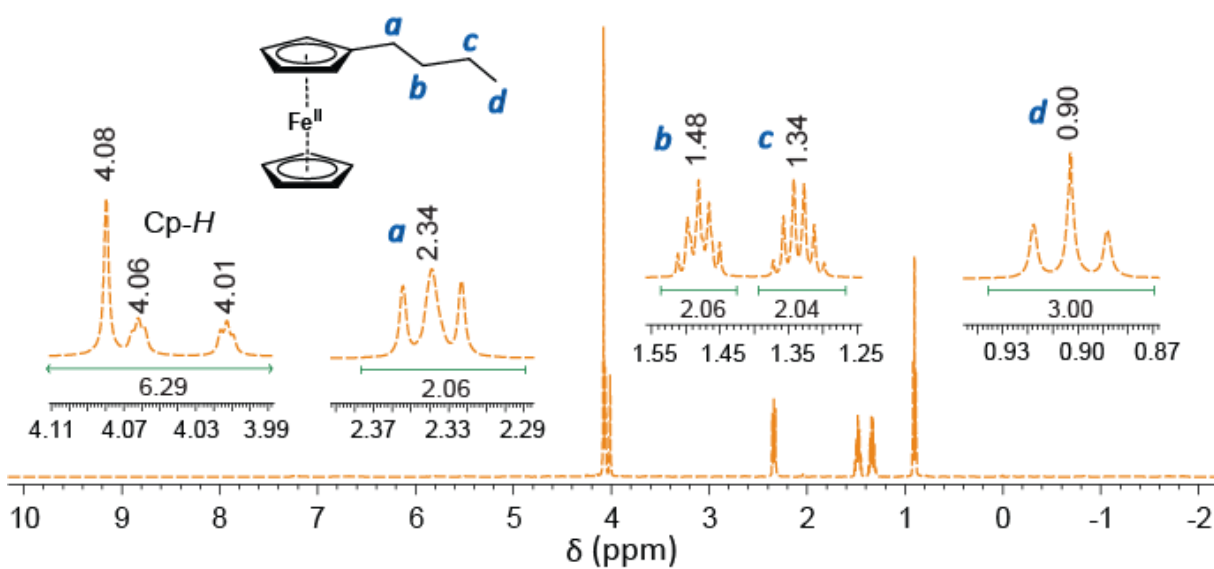 a
c
b
d
Fe^II
4.08
Cp-H
4.06
4.01
6.29
4.11 4.07 4.03 3.99
a
2.34
2.06
2.37 2.33 2.29
b
1.48
c
1.34
2.06 2.04
1.55 1.45 1.35 1.25
d
0.90
3.00
0.93 0.90 0.87
10 9 8 7 6 5 4 3 2 1 0 -1 -2
δ (ppm)